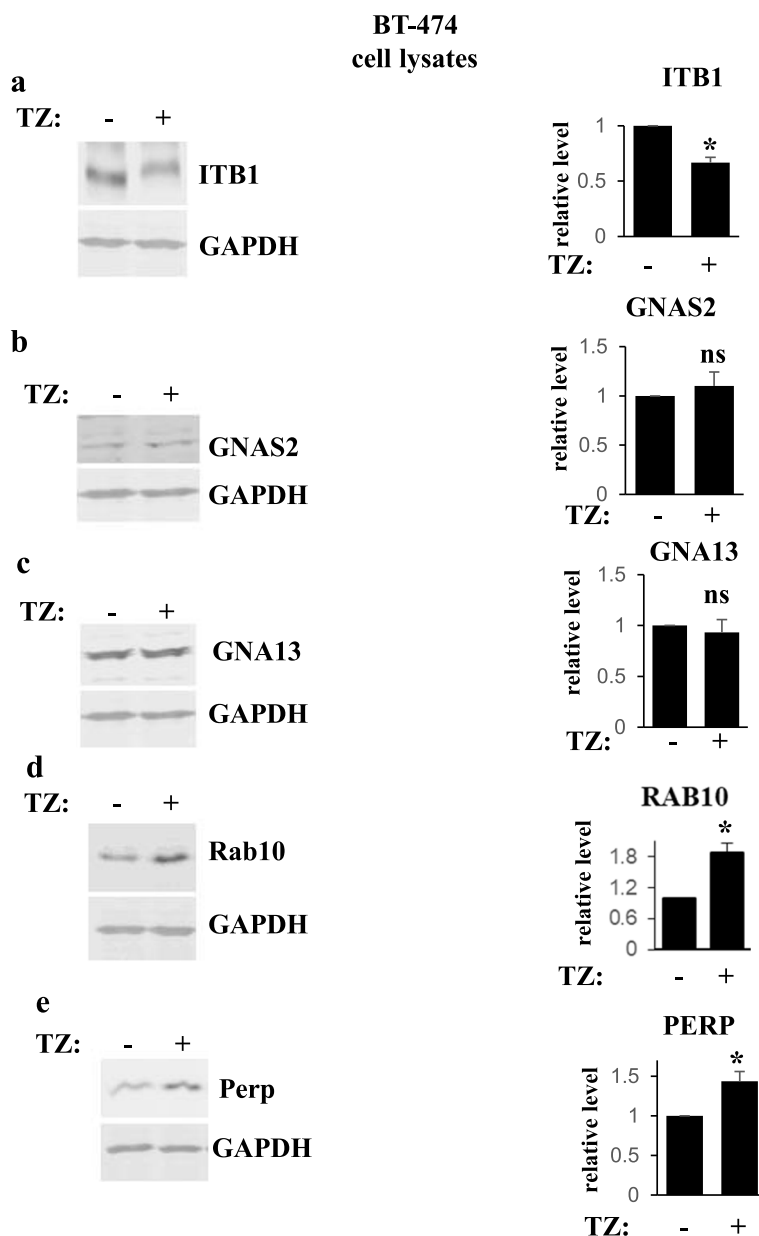 BT-474
cell lysates
a
TZ: - +
ITB1
GAPDH
ITB1
relative level
1
0.5
0
*
TZ: - +
b
TZ: - +
GNAS2
GAPDH
GNAS2
relative level
1.5
1
0.5
0
ns
TZ: - +
c
TZ: - +
GNA13
GAPDH
GNA13
relative level
1.5
1
0.5
0
ns
TZ: - +
d
TZ: - +
Rab10
GAPDH
RAB10
relative level
1.8
1.2
0.6
0
*
TZ: - +
e
TZ: - +
Perp
GAPDH
PERP
relative level
1.5
1
0.5
0
*
TZ: - +